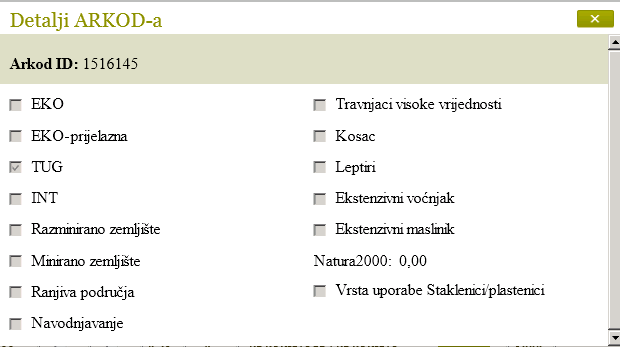 Detalji ARKOD-a
Arkod ID: 1516145
EKO
EKO-prijelazna
TUG
INT
Razminirano zemljište
Minirano zemljište
Ranjiva područja
Navodnjavanje
Travnjaci visoke vrijednosti
Kosac
Leptiri
Ekstenzivni voćnjak
Ekstenzivni maslinik
Natura2000: 0,00
Vrsta uporabe Staklenici/plastenici